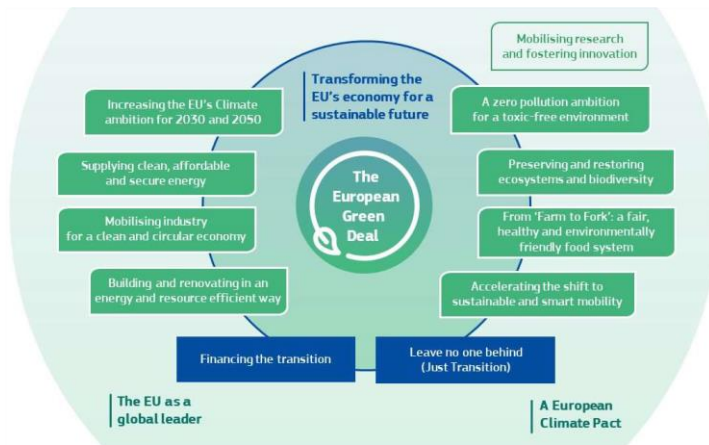 Mobilising research
and fostering innovation
Transforming the
EU's economy for a
sustainable future
Increasing the EU's Climate
ambition for 2030 and 2050
A zero pollution ambition
for a toxic-free environment
Supplying clean, affordable
and secure energy
Preserving and restoring
ecosystems and biodiversity
The
European
Green
Deal
Mobilising industry
for a clean and circular economy
From ‘Farm to Fork’: a fair,
healthy and environmentally
friendly food system
Building and renovating in an
energy and resource efficient way
Accelerating the shift to
sustainable and smart mobility
Financing the transition
Leave no one behind
(Just Transition)
The EU as a
global leader
A European
Climate Pact